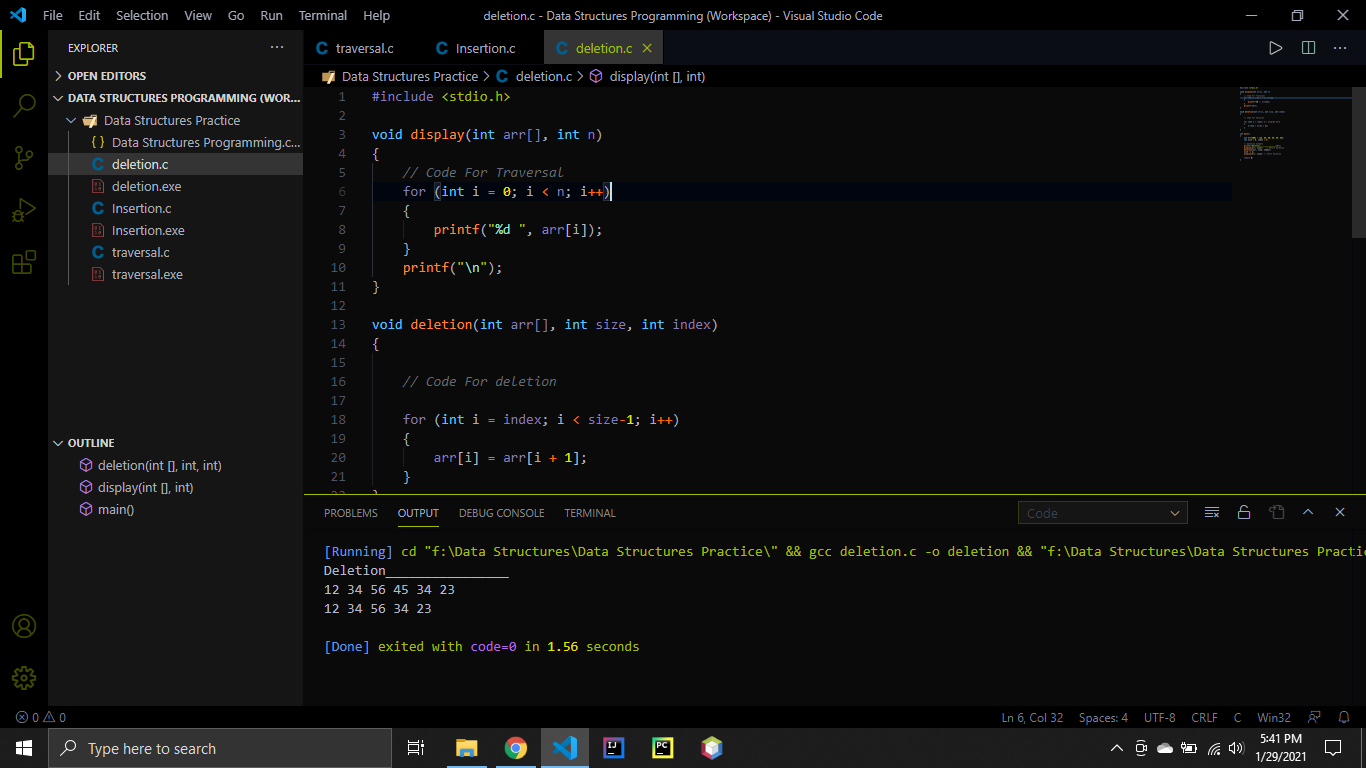 File Edit Selection View Go Run Terminal Help deletion.c - Data Structures Programming (Workspace) - Visual Studio Code
EXPLORER
OPEN EDITORS
DATA STRUCTURES PROGRAMMING (WOR...
Data Structures Practice
Data Structures Programming.c...
deletion.c
deletion.exe
Insertion.c
Insertion.exe
traversal.c
traversal.exe
OUTLINE
deletion(int [], int, int)
display(int [], int)
main()
traversal.c Insertion.c deletion.c
Data Structures Practice > deletion.c > display(int [], int)
1 #include <stdio.h>
2
3 void display(int arr[], int n)
4 {
5 // Code For Traversal
6 for (int i = 0; i < n; i++)
7 {
8 printf("%d ", arr[i]);
9 }
10 printf("\n");
11 }
12
13 void deletion(int arr[], int size, int index)
14 {
15
16 // Code For deletion
17
18 for (int i = index; i < size-1; i++)
19 {
20 arr[i] = arr[i + 1];
21 }
PROBLEMS OUTPUT DEBUG CONSOLE TERMINAL Code
[Running] cd "f:\Data Structures\Data Structures Practice\" && gcc deletion.c -o deletion && "f:\Data Structures\Data Structures Practic
Deletion________________
12 34 56 45 34 23
12 34 56 34 23
[Done] exited with code=0 in 1.56 seconds
0 0 Ln 6, Col 32 Spaces: 4 UTF-8 CRLF C Win32
Type here to search
5:41 PM
1/29/2021